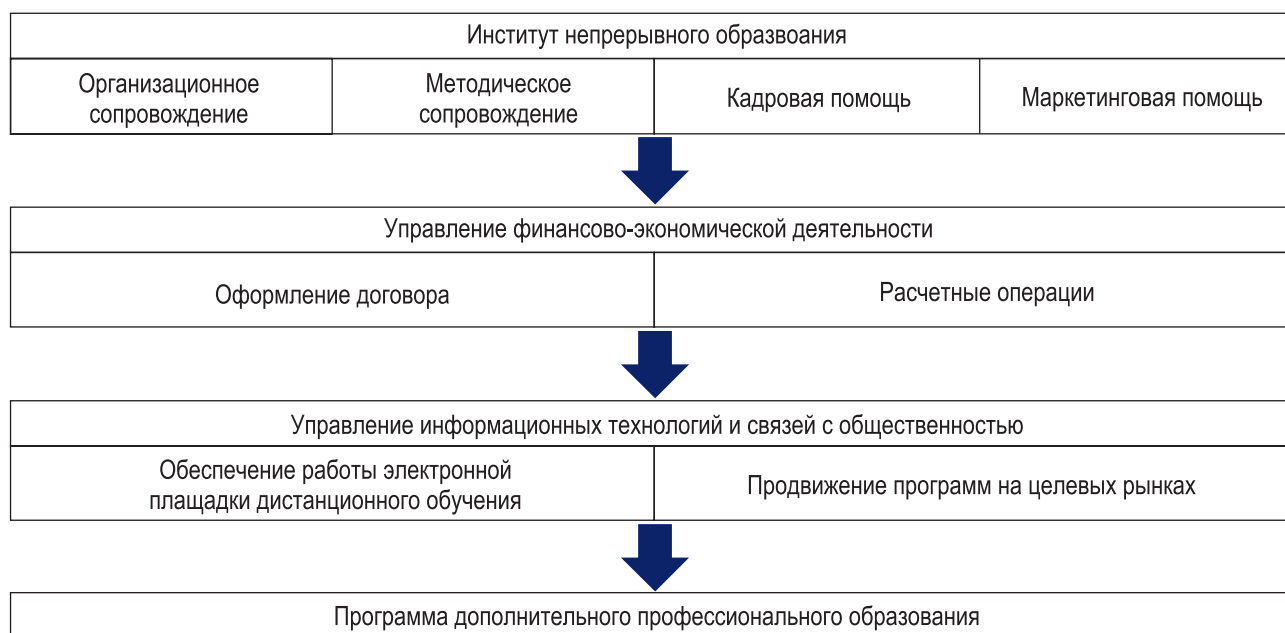 Институт непрерывного образвоания
Организационное
сопровождение
Методическое
сопровождение
Кадровая помощь
Маркетинговая помощь
Управление финансово-экономической деятельности
Оформление договора
Расчетные операции
Управление информационных технологий и связей с общественностью
Обеспечение работы электронной
плащадки дистанционного обучения
Продвижение программ на целевых рынках
Программа дополнительного профессионального образования